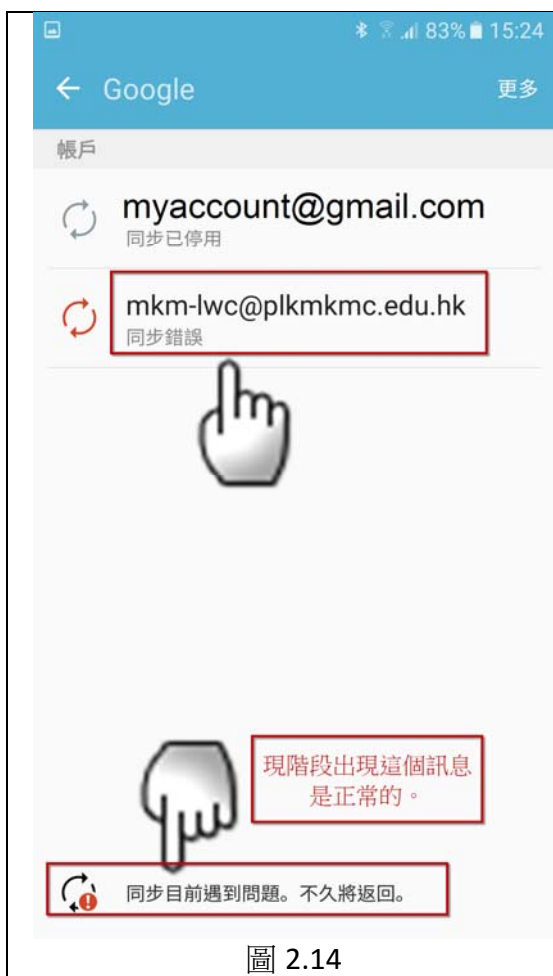 83% 15:24
Google 更多
帳戶
myaccount@gmail.com
同步已停用
mkm-lwc@plkmkmc.edu.hk
同步錯誤
現階段出現這個訊息
是正常的。
同步目前遇到問題。不久將返回。
圖 2.14